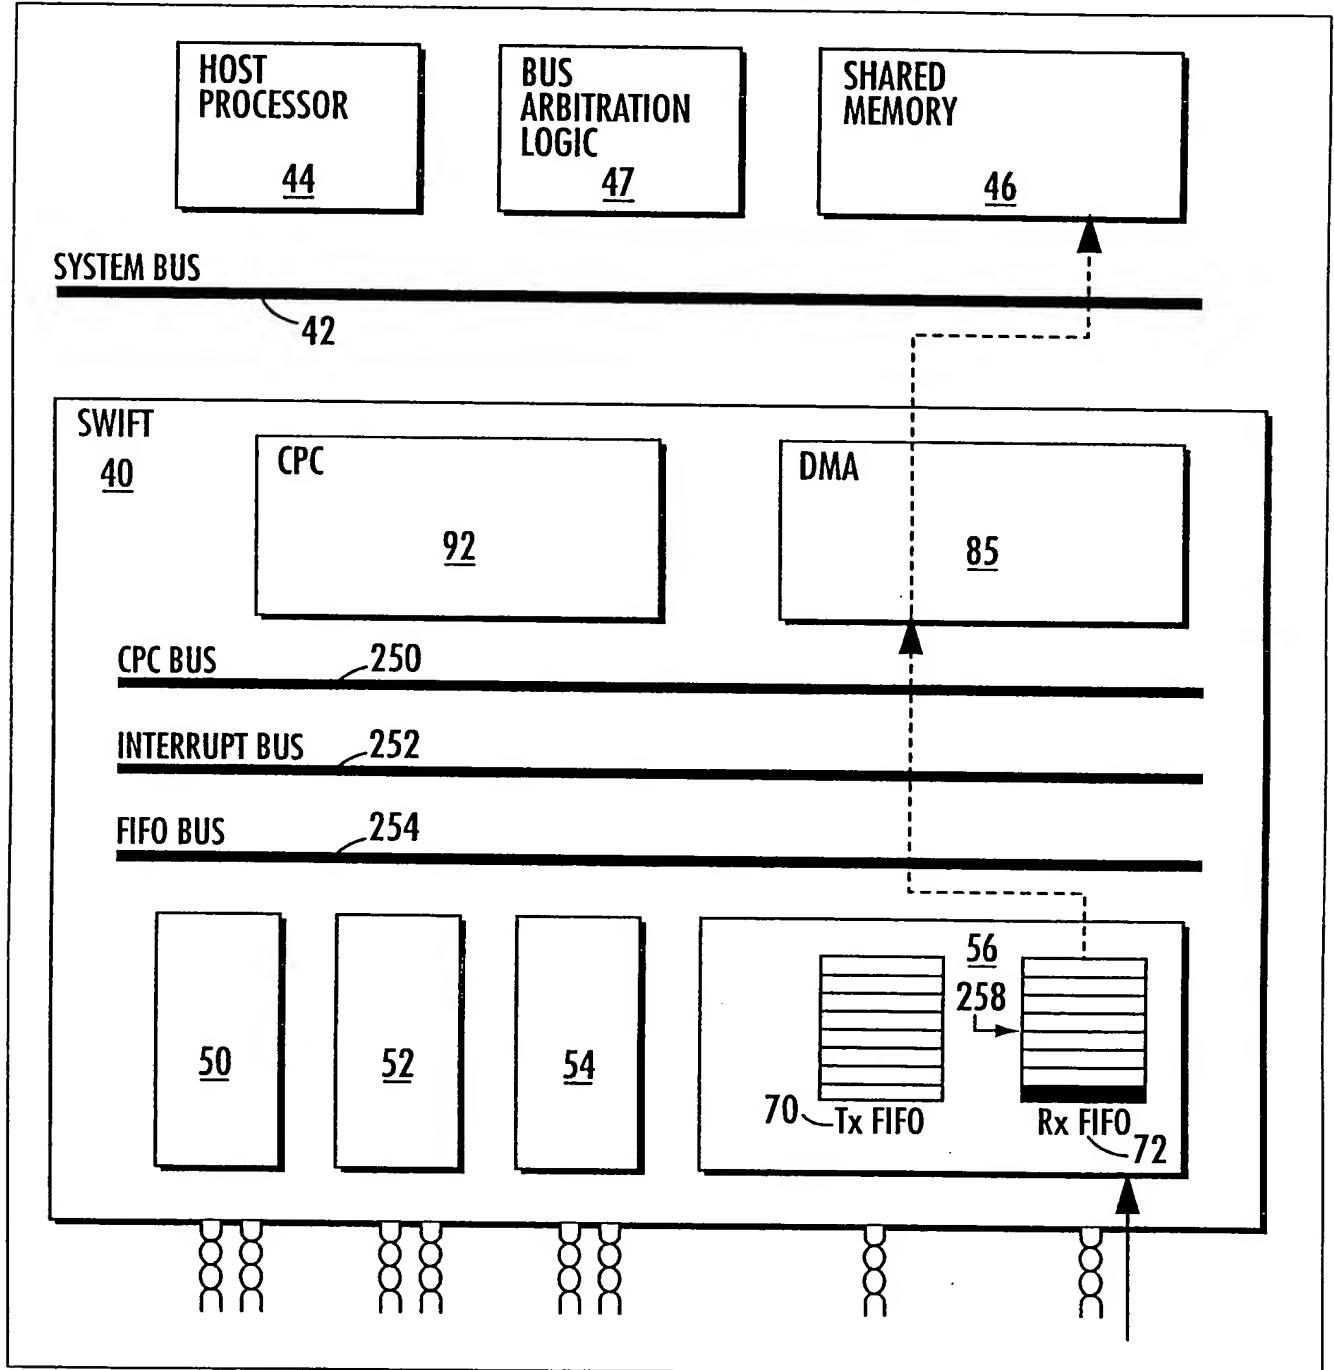 HOST
PROCESSOR
44
BUS
ARBITRATION
LOGIC
47
SHARED
MEMORY
46
SYSTEM BUS
42
SWIFT
40
CPC
92
DMA
85
CPC BUS
250
INTERRUPT BUS
252
FIFO BUS
254
50
52
54
56
258
70
Tx FIFO
Rx FIFO
72